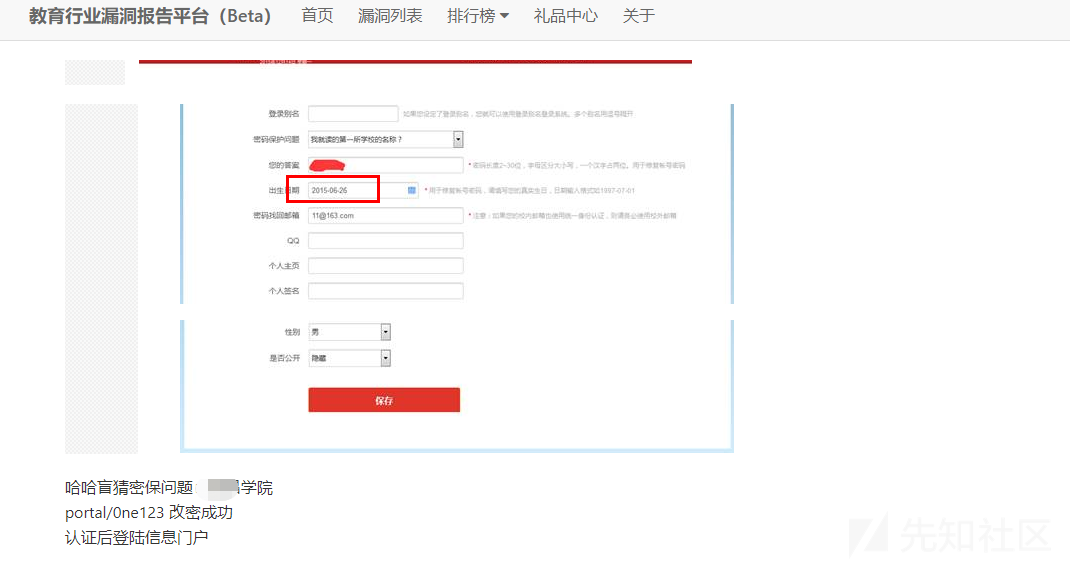 教育行业漏洞报告平台（Beta） 首页 漏洞列表 排行榜 礼品中心 关于
登录别名 如果您设定了登录别名，您就可以使用登录别名登录系统。多个别名用逗号隔开
密码保护问题 我就读的第一所学校的名称？
您的答案 * 密码长度2~30位，字母区分大小写，一个汉字占两位。用于修复帐号密码
出生日期 2015-06-26 * 用于修复帐号密码，请填写您的真实生日，日期输入格式如1997-07-01
密码找回邮箱 11@163.com * 注意：如果您的校内邮箱也使用统一身份认证，则请务必使用校外邮箱
QQ
个人主页
个人签名
性别 男
是否公开 隐藏
保存
哈哈盲猜密保问题 学院
portal/0ne123 改密成功
认证后登陆信息门户
先知社区